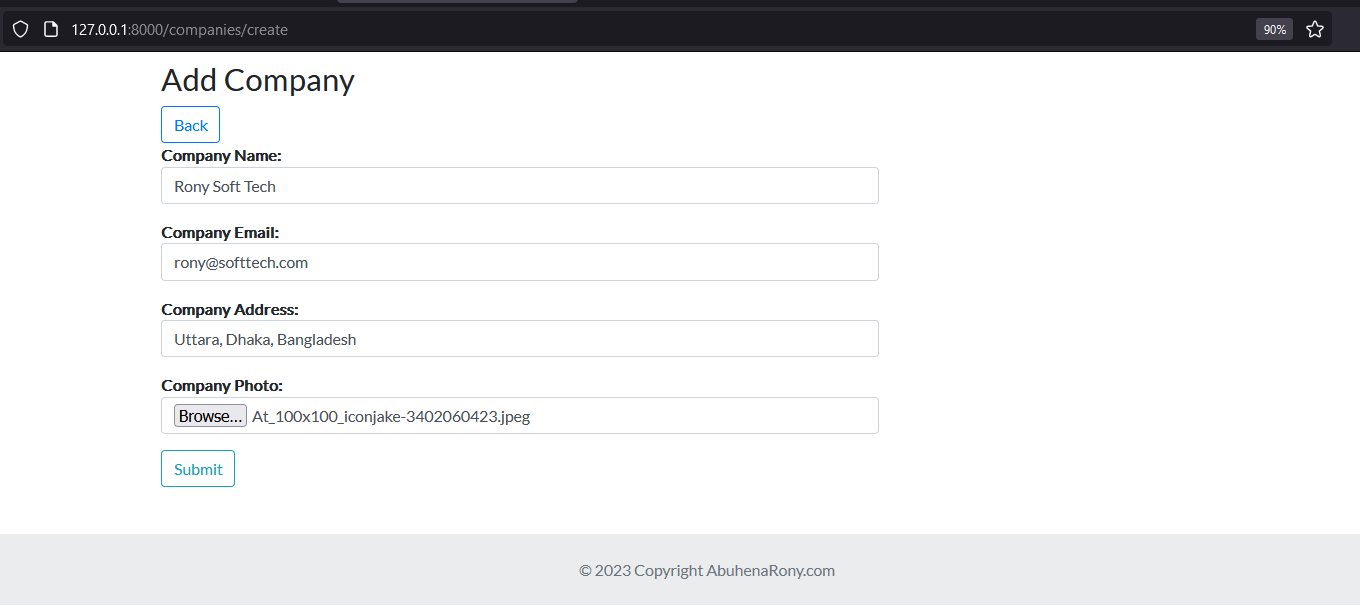 127.0.0.1:8000/companies/create
90%
Add Company
Back
Company Name:
Rony Soft Tech
Company Email:
rony@softtech.com
Company Address:
Uttara, Dhaka, Bangladesh
Company Photo:
Browse... At_100x100_iconjake-3402060423.jpeg
Submit
© 2023 Copyright AbuhenaRony.com